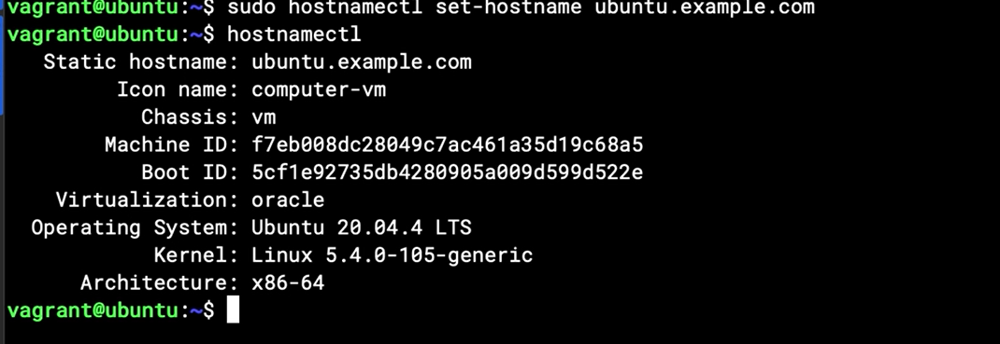 vagrant@ubuntu:~$ sudo hostnamectl set-hostname ubuntu.example.com
vagrant@ubuntu:~$ hostnamectl
Static hostname: ubuntu.example.com
Icon name: computer-vm
Chassis: vm
Machine ID: f7eb008dc28049c7ac461a35d19c68a5
Boot ID: 5cf1e92735db4280905a009d599d522e
Virtualization: oracle
Operating System: Ubuntu 20.04.4 LTS
Kernel: Linux 5.4.0-105-generic
Architecture: x86-64
vagrant@ubuntu:~$